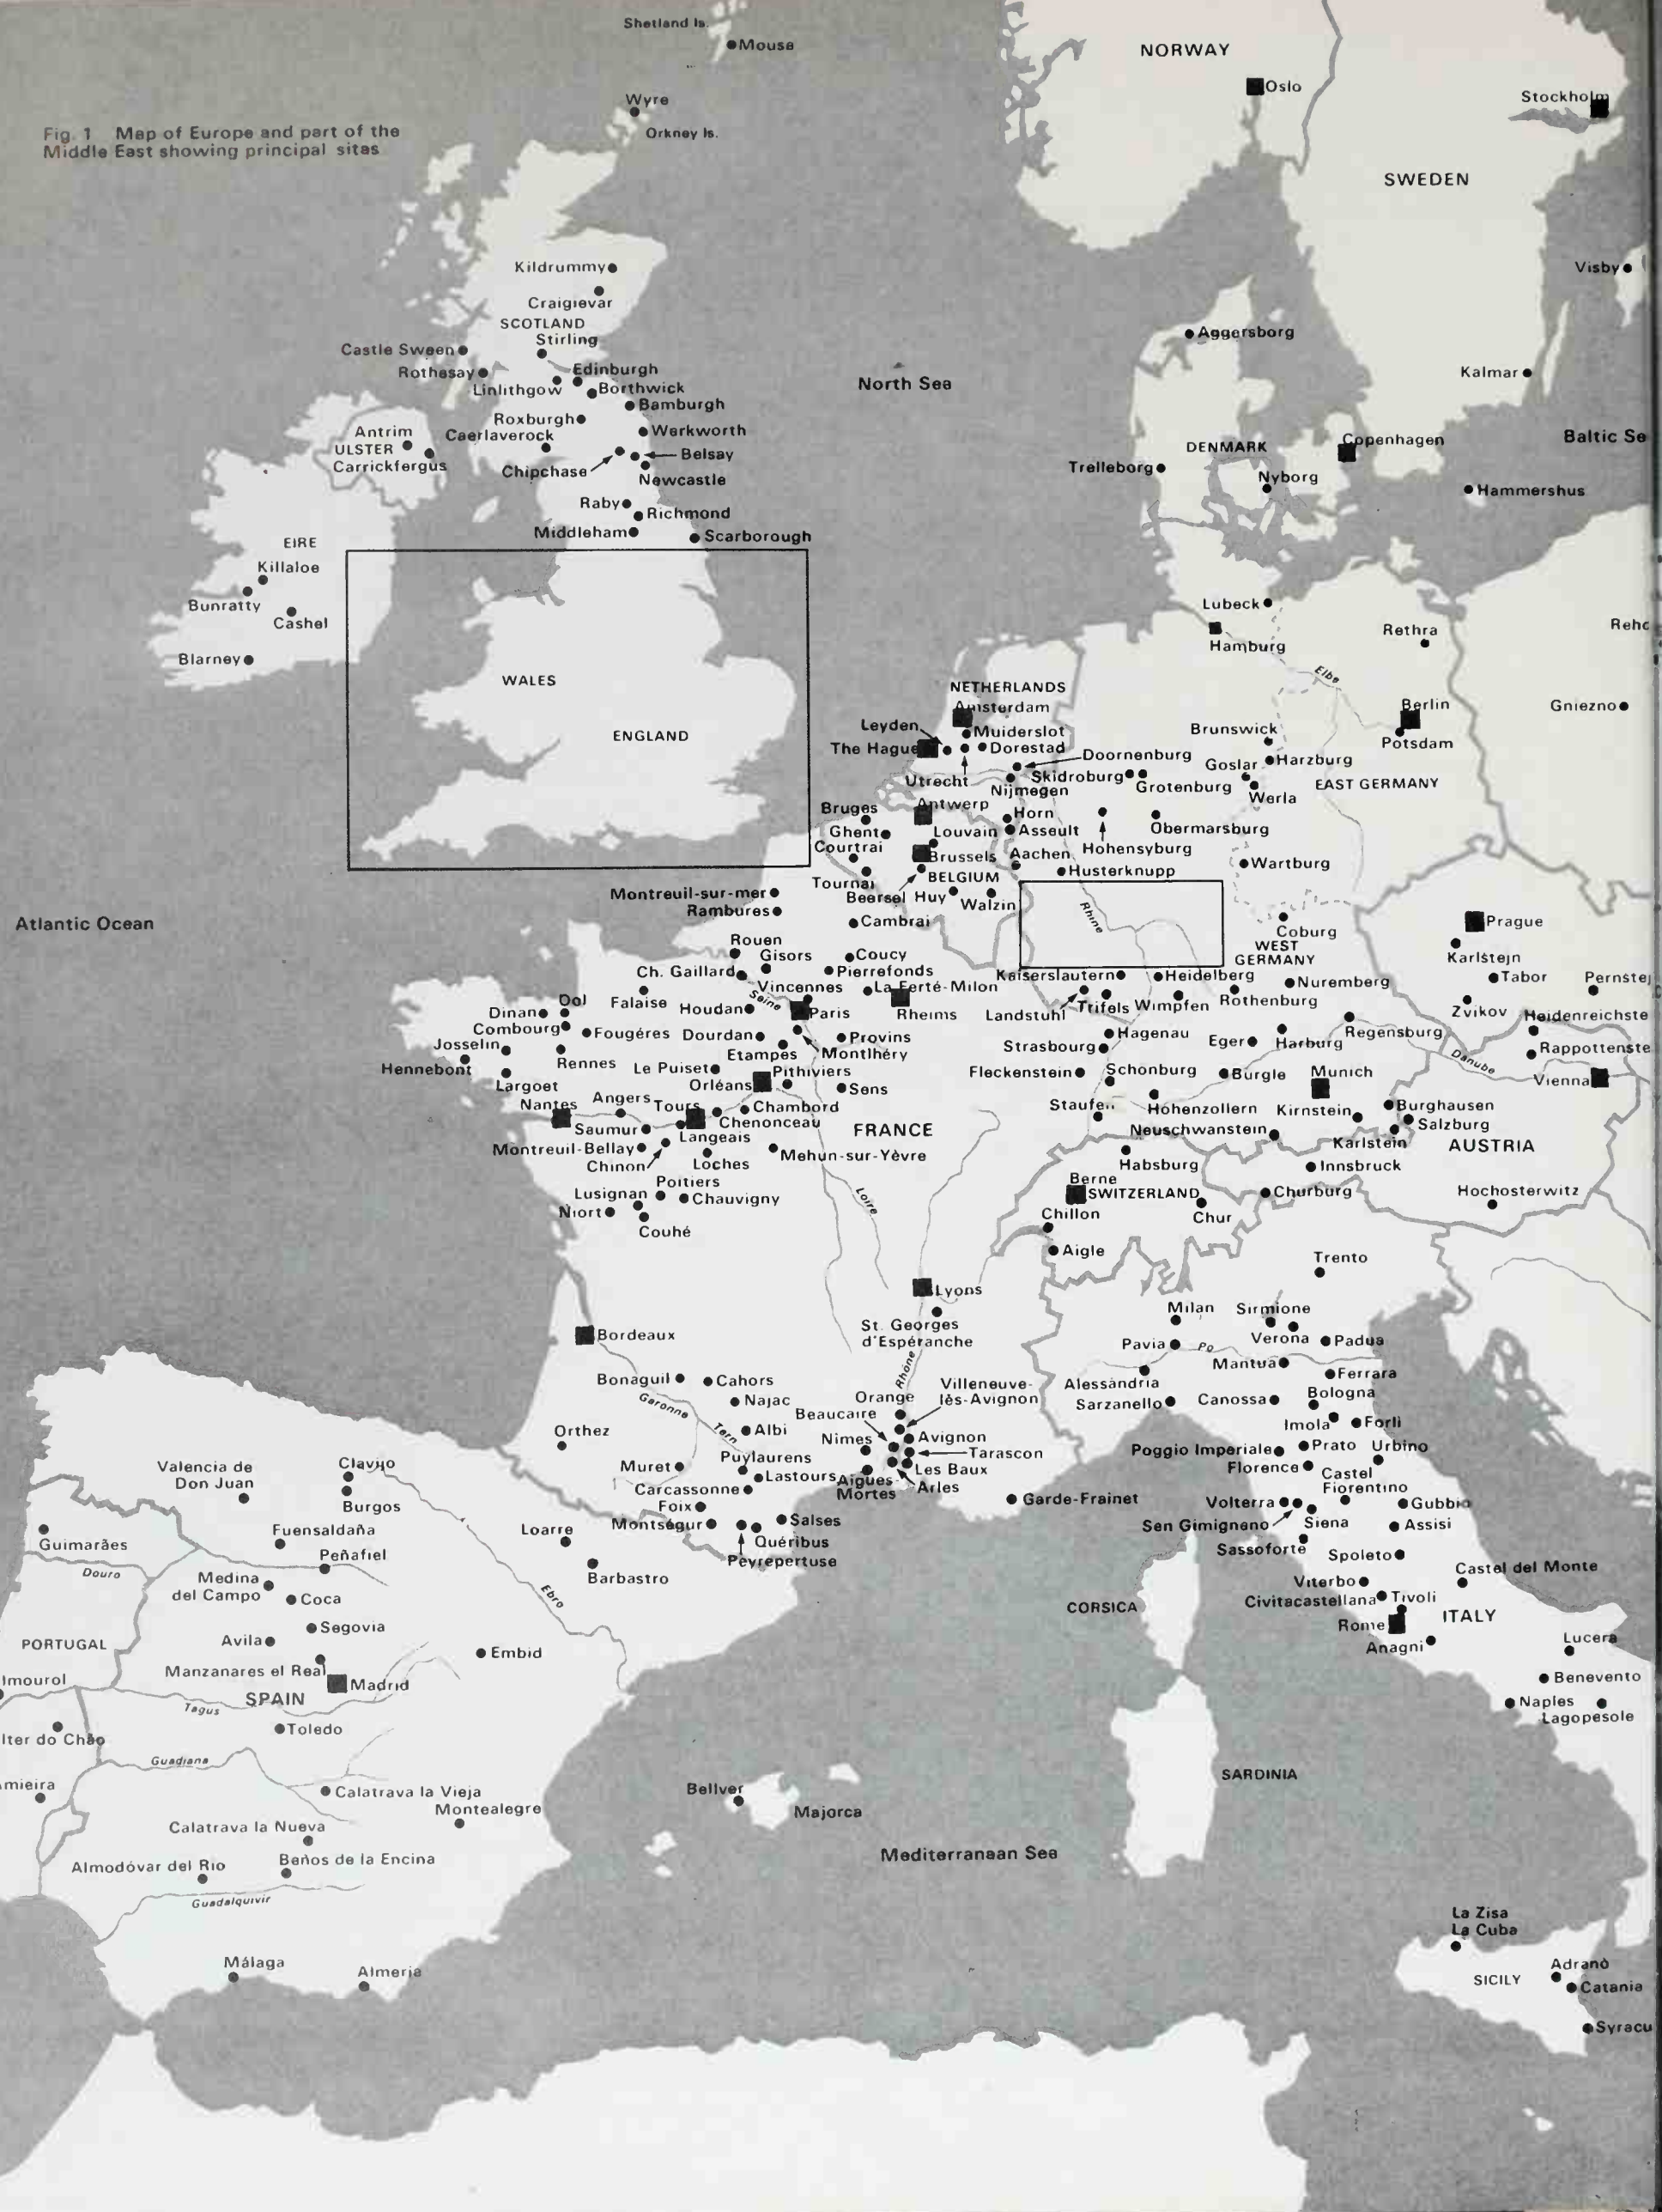 Fig. 1 Map of Europe and part of the
Middle East showing principal sites
Shetland Is.
Mousa
Wyre
Orkney Is.
NORWAY
Oslo
Stockholm
SWEDEN
Visby
Kildrummy
Craigievar
SCOTLAND
Stirling
Castle Sween
Rothesay
Edinburgh
Linlithgow
Borthwick
Bamburgh
Roxburgh
Caerlaverock
Warkworth
Antrim
ULSTER
Carrickfergus
Chipchase
Belsay
Newcastle
Raby
Richmond
Middleham
Scarborough
North Sea
Aggersborg
Kalmar
DENMARK
Copenhagen
Baltic Se
Trelleborg
Nyborg
Hammershus
EIRE
Killaloe
Bunratty
Cashel
Blarney
WALES
ENGLAND
Lubeck
Hamburg
Rethra
Elbe
Gniezno
NETHERLANDS
Amsterdam
Leyden
Muiderslot
The Hague
Dorestad
Utrecht
Doornenburg
Nijmegen
Skidroburg
Grotenburg
Brunswick
Goslar
Harzburg
Werla
Berlin
Potsdam
EAST GERMANY
Bruges
Antwerp
Ghent
Louvain
Horn
Asselt
Courtrai
Brussels
Aachen
Hohensyburg
Obermarsburg
Tournai
BELGIUM
Husterknupp
Wartburg
Beersel
Huy
Walzin
Montreuil-sur-mer
Rambures
Cambrai
Rhine
Coburg
WEST
GERMANY
Prague
Karlštejn
Atlantic Ocean
Rouen
Gisors
Coucy
Ch. Gaillard
Pierrefonds
Kaiserslautern
Heidelberg
Nuremberg
Tabor
Vincennes
La Ferté-Milon
Seine
Falaise
Houdan
Paris
Rheims
Landstuhl
Trifels
Wimpfen
Rothenburg
Zvikov
Dol
Dinan
Combourg
Fougéres
Dourdan
Provins
Hagenau
Eger
Harburg
Regensburg
Josselin
Rennes
Etampes
Montlhéry
Strasbourg
Danube
Hennebont
Le Puiset
Pithiviers
Fleckenstein
Schonburg
Burgle
Munich
Vienna
Largoet
Orléans
Sens
Nantes
Angers
Tours
Chambord
Staufen
Hohenzollern
Kirnstein
Burghausen
Saumur
Chenonceau
FRANCE
Neuschwanstein
Salzburg
Montreuil-Bellay
Langeais
Karlstein
AUSTRIA
Chinon
Loches
Mehun-sur-Yèvre
Habsburg
Innsbruck
Lusignan
Poitiers
Chauvigny
Berne
SWITZERLAND
Churburg
Hochosterwitz
Niort
Couhé
Loire
Chillon
Chur
Aigle
Trento
Lyons
Milan
Sirmione
St. Georges
d'Espéranche
Bordeaux
Pavia
Po
Verona
Padua
Rhône
Mantua
Ferrara
Bonaguil
Cahors
Villeneuve-
lès-Avignon
Alessandria
Bologna
Garonne
Najac
Orange
Sarzanello
Canossa
Beaucaire
Imola
Forli
Orthez
Tarn
Albi
Nimes
Avignon
Poggio Imperiale
Prato
Urbino
Puylaurens
Tarascon
Florence
Castel
Fiorentino
Muret
Lastours
Les Baux
Carcassonne
Aigues-
Mortes
Arles
Garde-Frainet
Volterra
Gubbio
Foix
San Gimignano
Siena
Assisi
Montségur
Salses
Quéribus
Peyrepertuse
Sassoforte
Spoleto
Castel del Monte
Viterbo
Civitacastellana
Tivoli
Rome
ITALY
Anagni
Lucera
Benevento
Naples
Lagopesole
CORSICA
Valencia de
Don Juan
Clavijo
Burgos
Guimarães
Fuensaldaña
Loarre
Douro
Peñafiel
Barbastro
Medina
del Campo
Coca
Ebro
Segovia
PORTUGAL
Avila
Embid
lmourol
Manzanares el Real
Madrid
SPAIN
Tagus
Toledo
lter do Chão
Guadiana
mieira
Calatrava la Vieja
Montealegre
Calatrava la Nueva
Almodóvar del Rio
Baños de la Encina
Guadalquivir
Málaga
Almeria
Bellver
Majorca
SARDINIA
Mediterranean Sea
La Zisa
La Cuba
SICILY
Adranò
Catania
Syracu